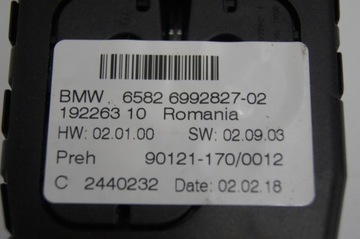 BMW. 6582 6992827-02
192263 10 Romania
HW: 02.01.00 SW: 02.09.03
Preh 90121-170/0012
C 2440232 Date: 02.02.18